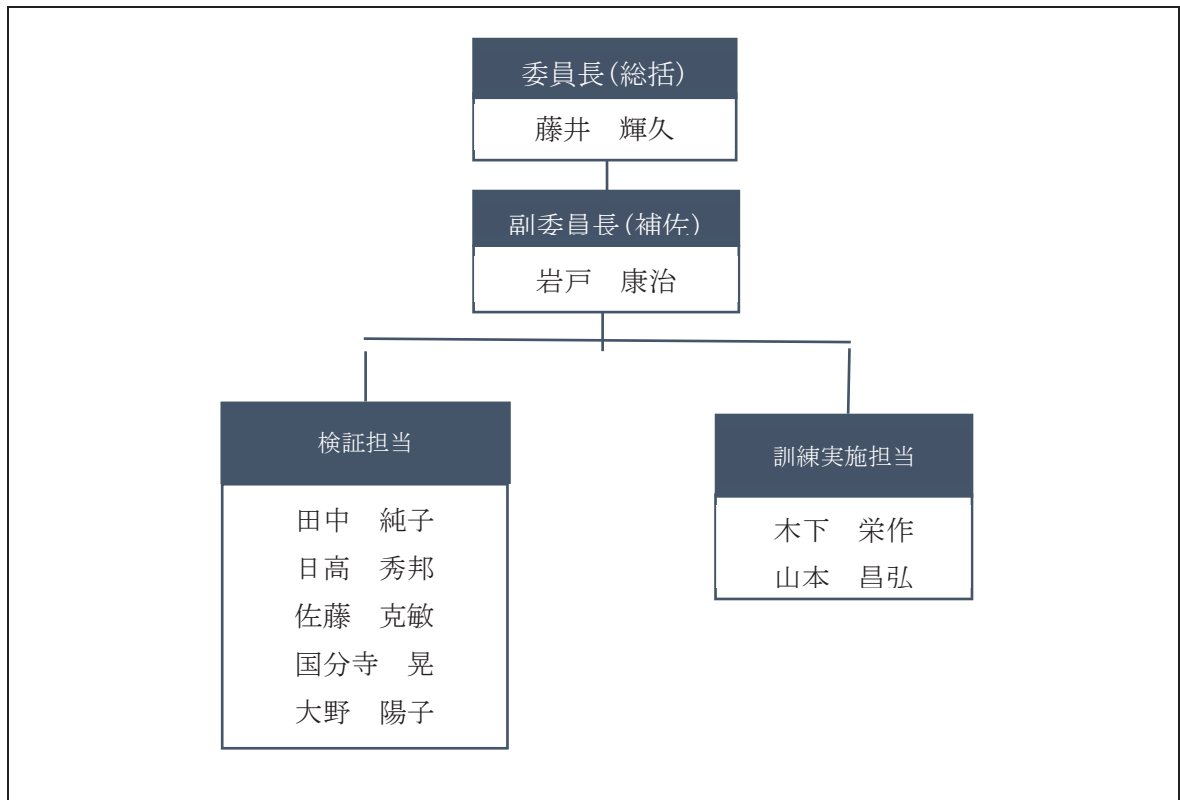 委員長(総括)
藤井　輝久
副委員長(補佐)
岩戸　康治
検証担当
田中　純子
日高　秀邦
佐藤　克敏
国分寺　晃
大野　陽子
訓練実施担当
木下　栄作
山本　昌弘